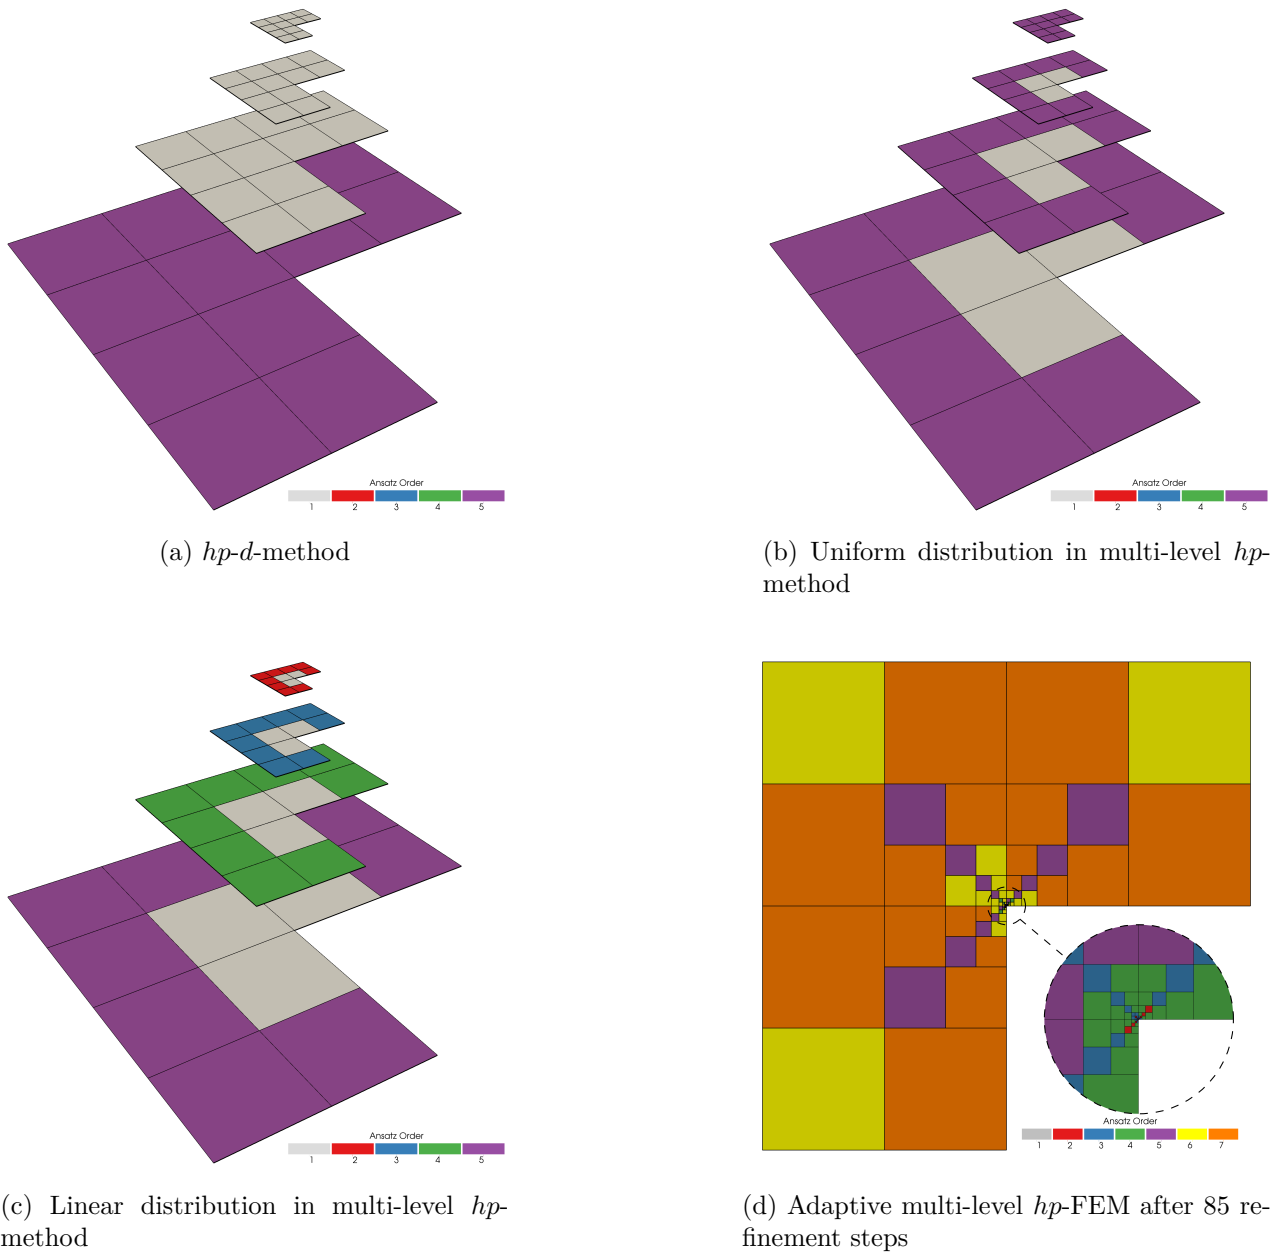 Ansatz Order
1 2 3 4 5
(a) hp-d-method
Ansatz Order
1 2 3 4 5
(b) Uniform distribution in multi-level hp-
method
Ansatz Order
1 2 3 4 5
(c) Linear distribution in multi-level hp-
method
Ansatz Order
1 2 3 4 5 6 7
(d) Adaptive multi-level hp-FEM after 85 re-
finement steps